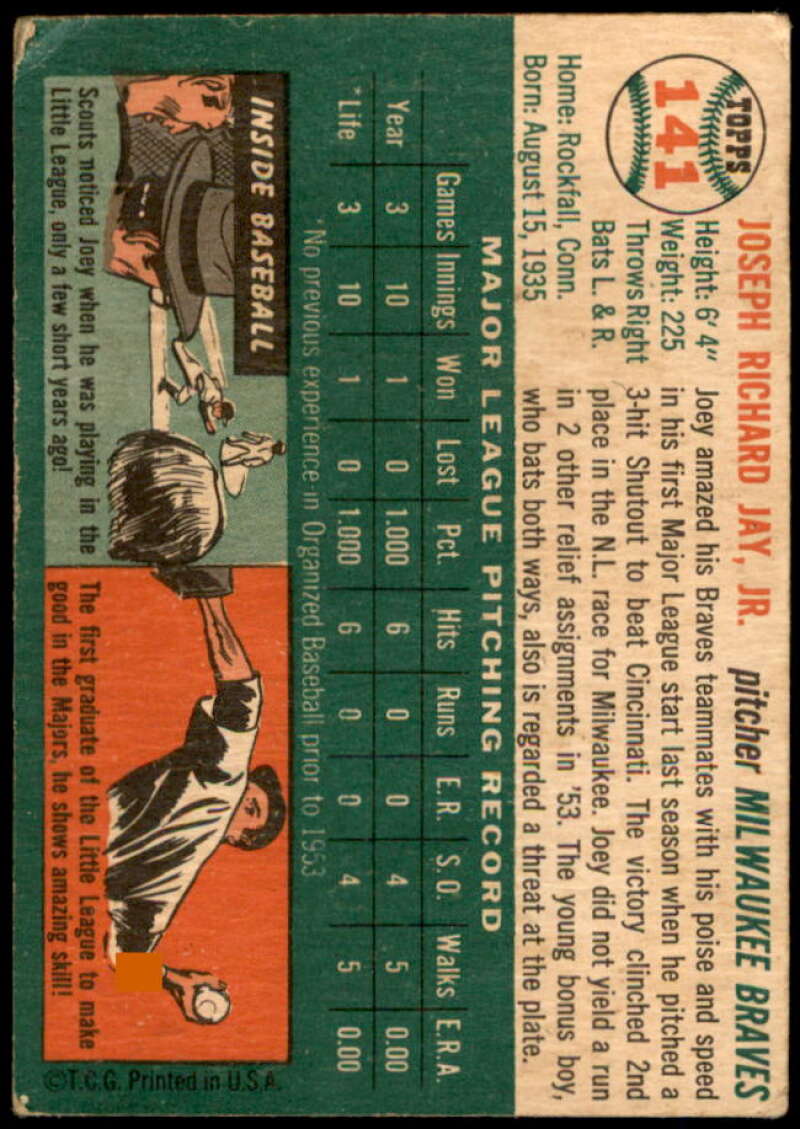 TOPPS
141
JOSEPH RICHARD JAY, JR. pitcher MILWAUKEE BRAVES
Height: 6' 4"
Weight: 225
Throws Right
Bats L. & R.
Home: Rockfall, Conn.
Born: August 15, 1935
Joey amazed his Braves teammates with his poise and speed
in his first Major League start last season when he pitched a
3-hit Shutout to beat Cincinnati. The victory clinched 2nd
place in the N.L. race for Milwaukee. Joey did not yield a run
in 2 other relief assignments in '53. The young bonus boy,
who bats both ways, also is regarded a threat at the plate.
MAJOR LEAGUE PITCHING RECORD
Games Innings Won Lost Pct. Hits Runs E.R. S.O. Walks E.R.A.
Year 3 10 1 0 1.000 6 0 0 4 5 0.00
*Life 3 10 1 0 1.000 6 0 0 4 5 0.00
*No previous experience in Organized Baseball prior to 1953
INSIDE BASEBALL
Scouts noticed Joey when he was playing in the
Little League, only a few short years ago!
The first graduate of the Little League to make
good in the Majors, he shows amazing skill!
©T.C.G. Printed in U.S.A.